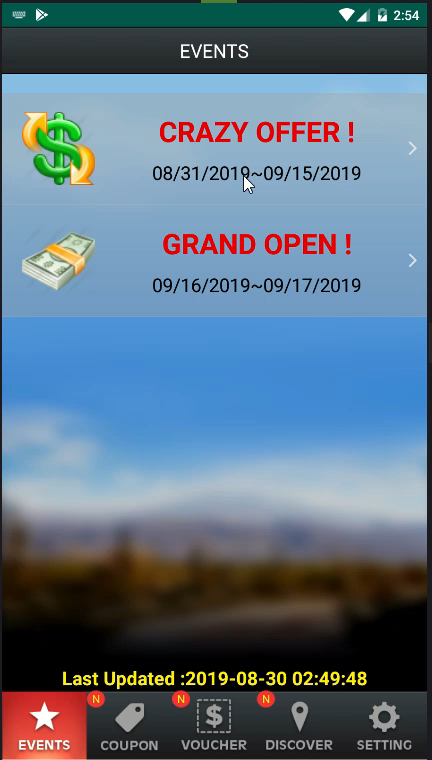 2:54
EVENTS
CRAZY OFFER !
08/31/2019~09/15/2019
GRAND OPEN !
09/16/2019~09/17/2019
Last Updated :2019-08-30 02:49:48
N N N
EVENTS COUPON VOUCHER DISCOVER SETTING